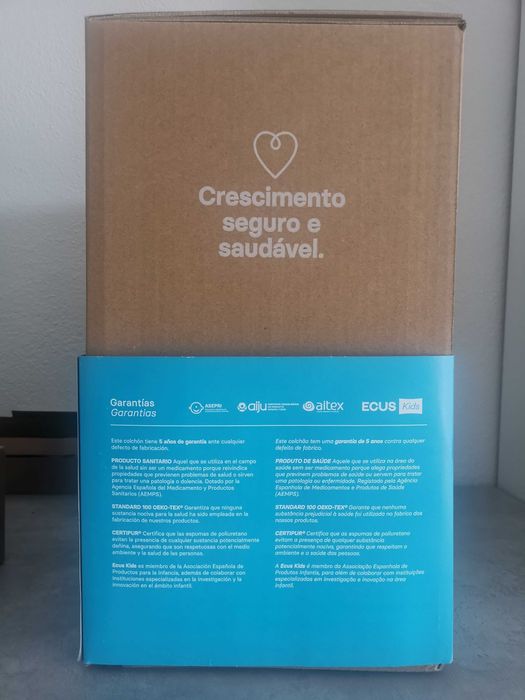 Crescimento
seguro e
saudável.
Garantías
Garantias
ASEPRI
aiju
aitex
ECUS Kids
Este colchón tiene 5 años de garantía ante cualquier
defecto de fabricación.
PRODUCTO SANITARIO Aquel que se utiliza en el campo
de la salud sin ser un medicamento porque reivindica
propiedades que previenen problemas de salud o sirven
para tratar una patología o dolencia. Dotado por la
Agencia Española del Medicamento y Productos
Sanitarios (AEMPS).
STANDARD 100 OEKO-TEX® Garantiza que ninguna
sustancia nociva para la salud ha sido empleada en la
fabricación de nuestros productos.
CERTIPUR® Certifica que las espumas de poliuretano
evitan la presencia de cualquier sustancia potencialmente
dañina, asegurando que son respetuosas con el medio
ambiente y la salud de las personas.
Ecus Kids es miembro de la Asociación Española de
Productos para la Infancia, además de colaborar con
instituciones especializadas en la investigación y la
innovación en el ámbito infantil.
Este colchão tem uma garantia de 5 anos contra qualquer
defeito de fabrico.
PRODUTO DE SAÚDE Aquele que se utiliza na área da
saúde sem ser medicamento porque alega propriedades
que previnem problemas de saúde ou servem para tratar
uma patologia ou enfermidade. Registado pela Agência
Espanhola de Medicamentos e Produtos de Saúde
(AEMPS).
STANDARD 100 OEKO-TEX® Garante que nenhuma
substância prejudicial à saúde foi utilizada no fabrico dos
nossos produtos.
CERTIPUR® Certifica que as espumas de poliuretano
evitam a presença de qualquer substância
potencialmente nociva, garantindo que respeitam o
ambiente e a saúde das pessoas.
A Ecus Kids é membro da Associação Espanhola de
Produtos Infantis, para além de colaborar com instituições
especializadas em investigação e inovação na área
infantil.